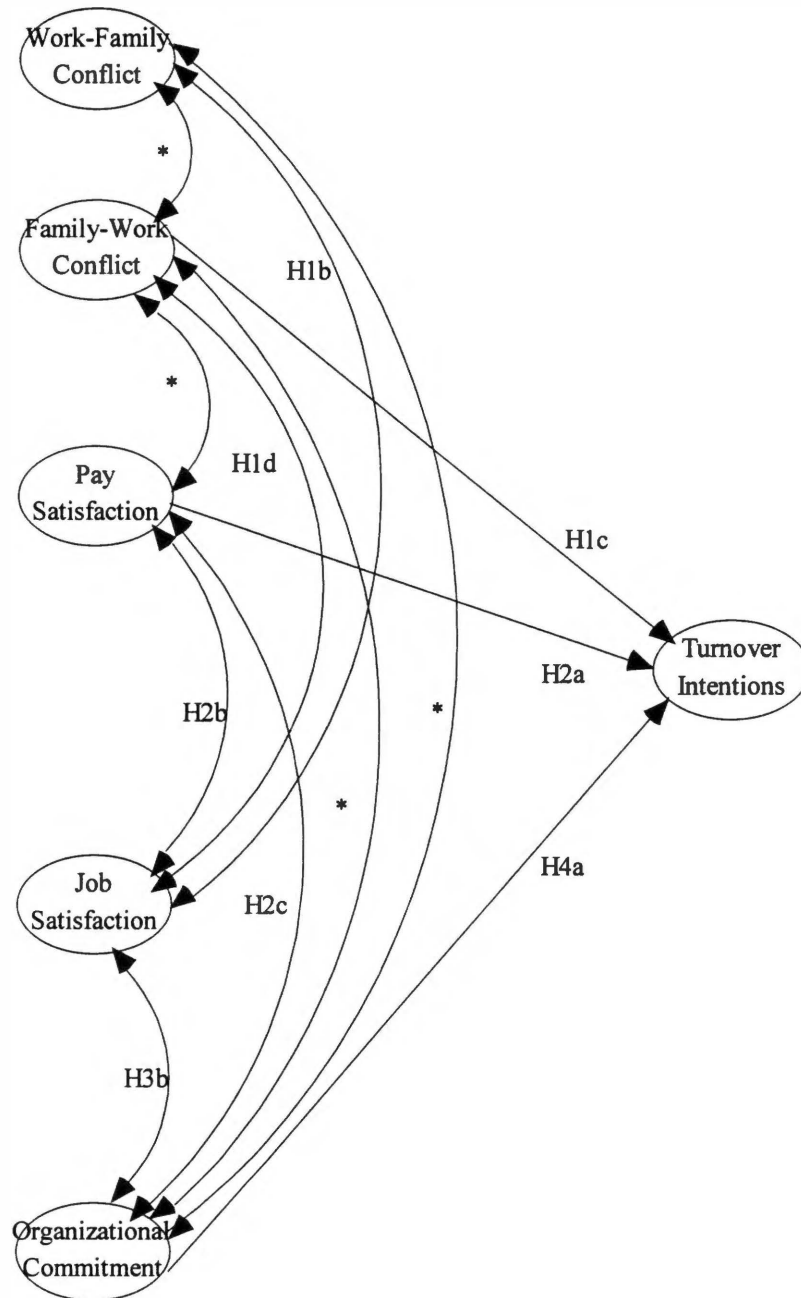 Work-Family
Conflict
*
Family-Work
Conflict
H1b
*
H1d
Pay
Satisfaction
H1c
Turnover
Intentions
H2a
H2b
*
*
Job
Satisfaction
H4a
H2c
H3b
Organizational
Commitment